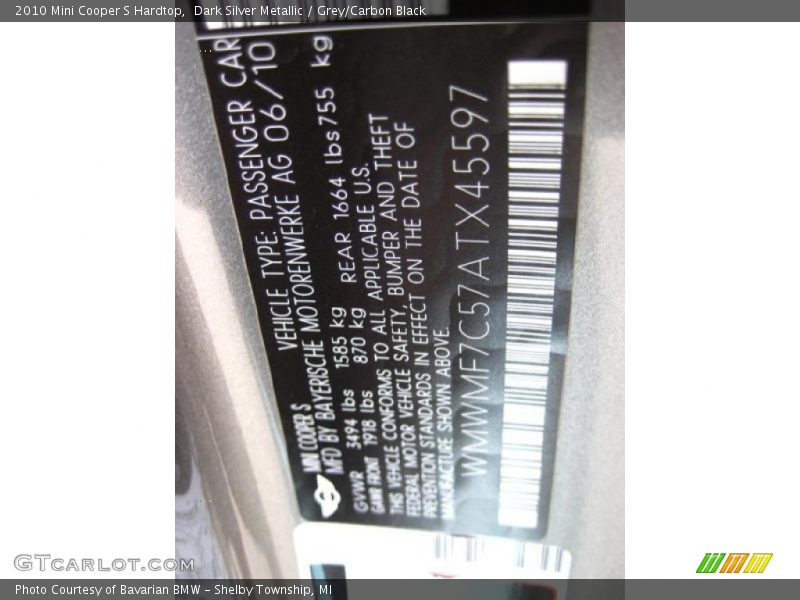 2010 Mini Cooper S Hardtop,  Dark Silver Metallic / Grey/Carbon Black
MINI COOPER S VEHICLE TYPE: PASSENGER CAR
MFD BY BAYERISCHE MOTORENWERKE AG 06/10
GVWR 3494 lbs 1585 kg REAR 1664 lbs 755 kg
GAWR FRONT 1918 lbs 870 kg
THIS VEHICLE CONFORMS TO ALL APPLICABLE U.S.
FEDERAL MOTOR VEHICLE SAFETY, BUMPER AND THEFT
PREVENTION STANDARDS IN EFFECT ON THE DATE OF
MANUFACTURE SHOWN ABOVE.
WMWMF7C57ATX45597
GTCARLOT.COM
Photo Courtesy of Bavarian BMW – Shelby Township, MI